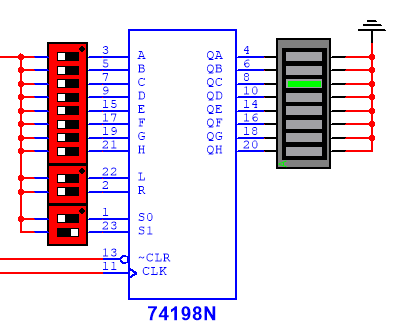 3 A QA 4
5 B QB 6
7 C QC 8
9 D QD 10
15 E QE 14
17 F QF 16
19 G QG 18
21 H QH 20
22 L
2 R
1 S0
23 S1
13 ~CLR
11 CLK
74198N